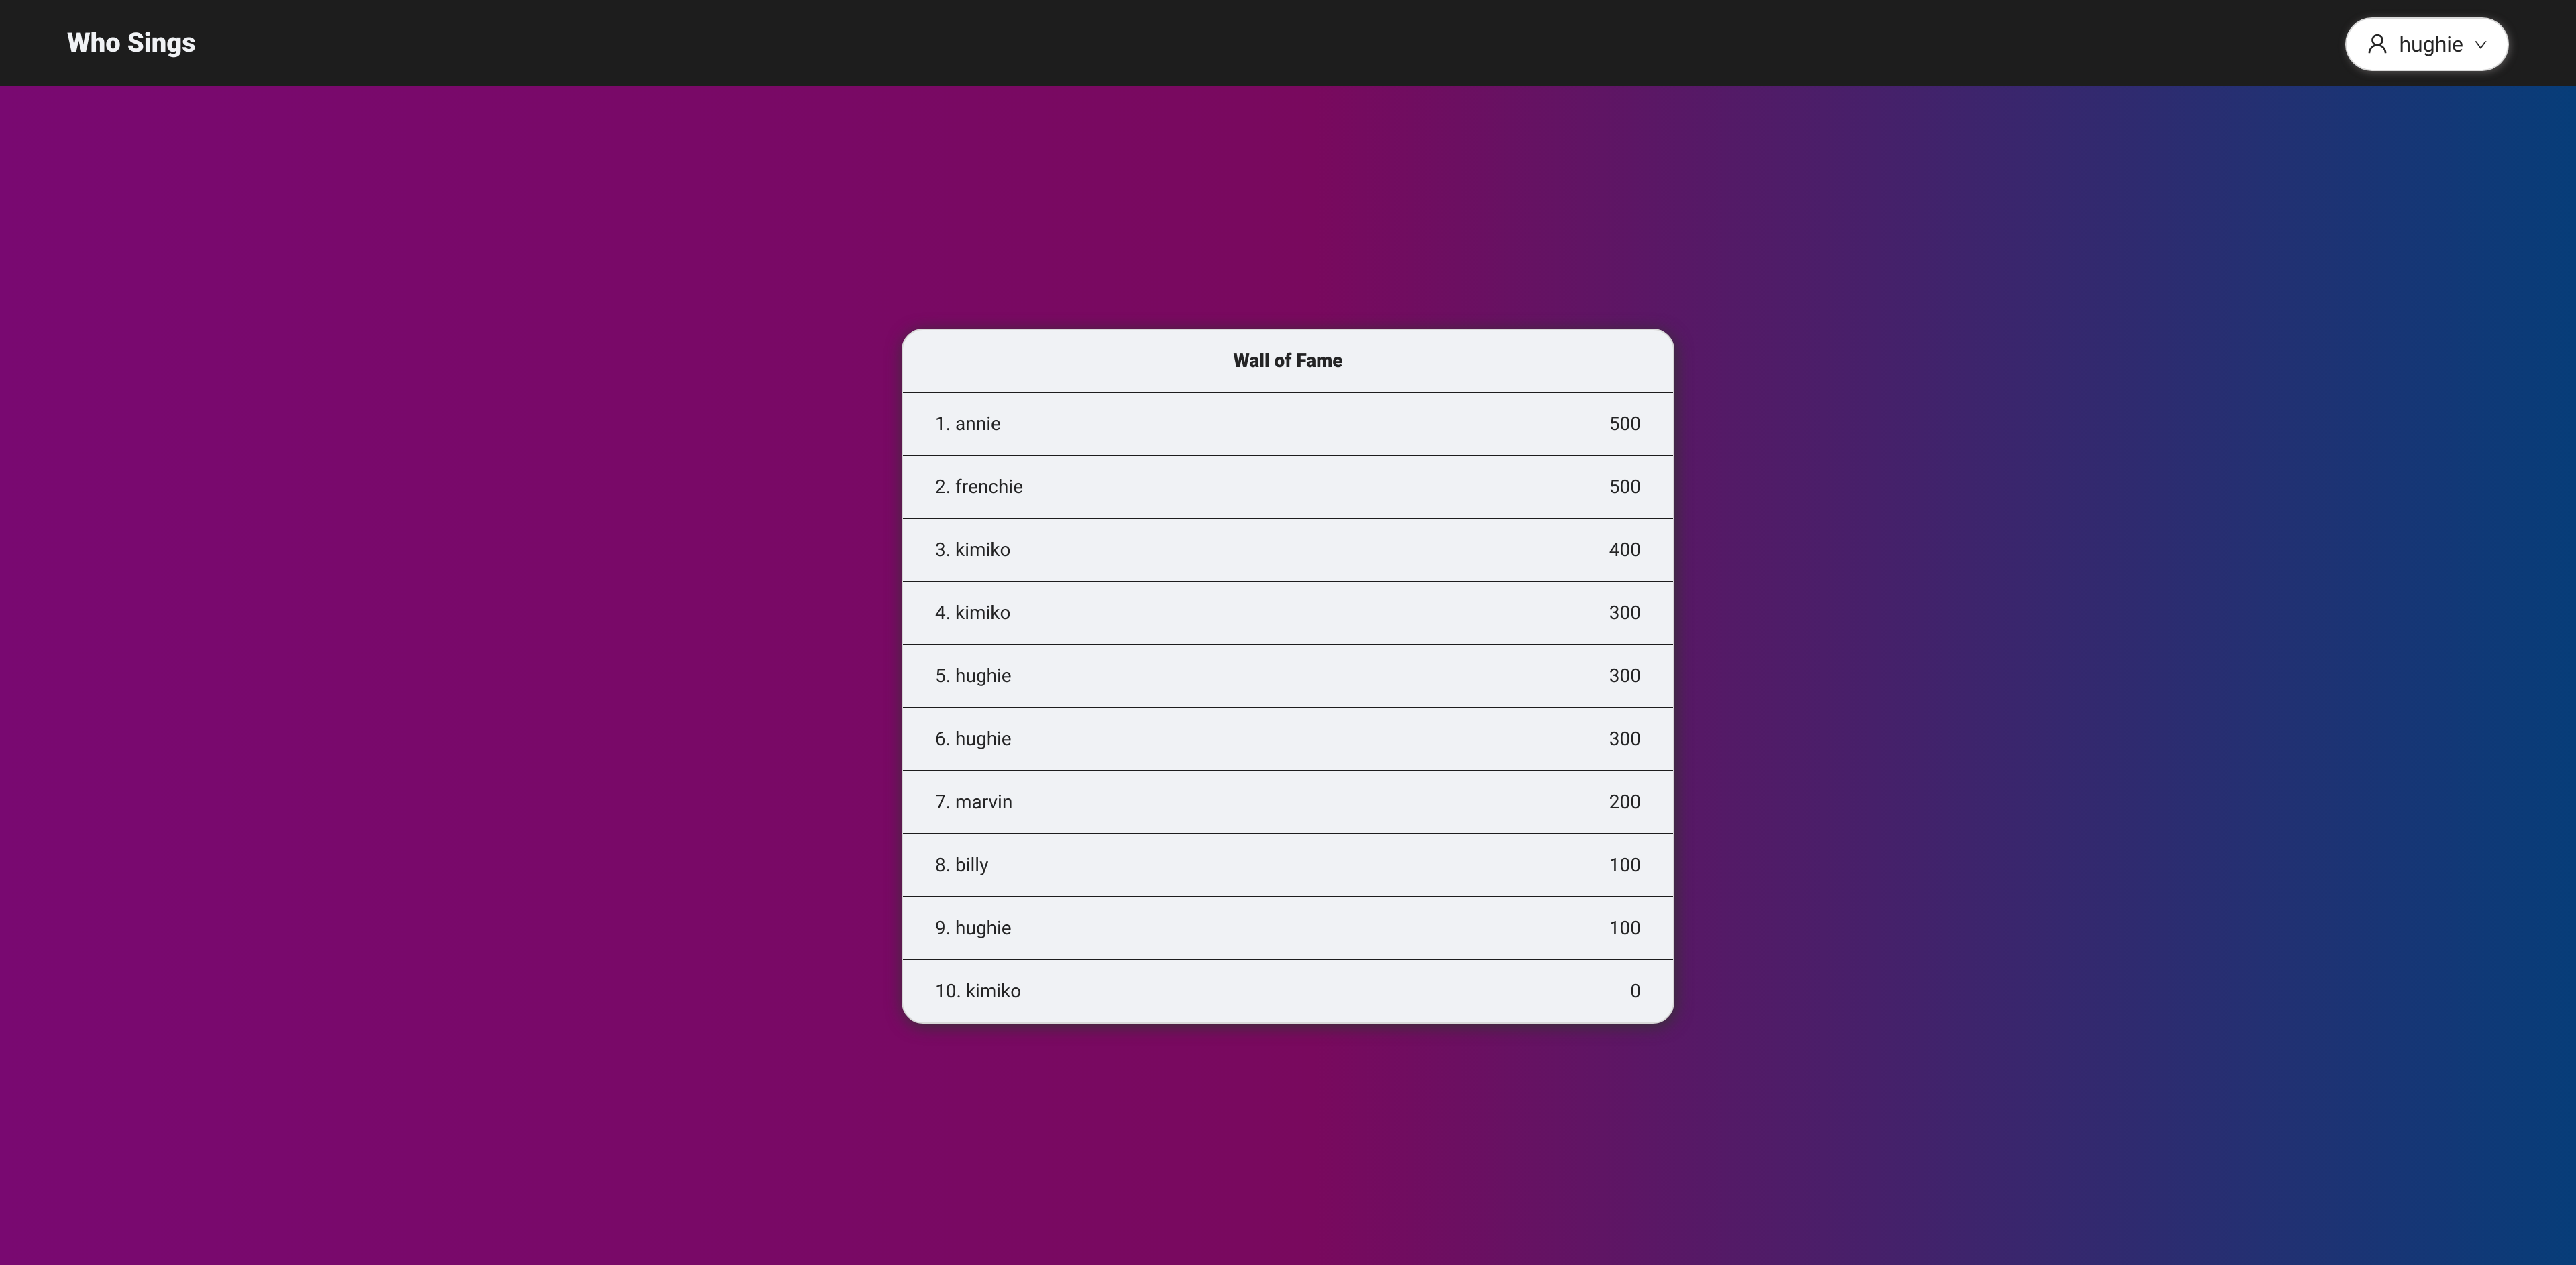 Who Sings
hughie
Wall of Fame
1. annie 500
2. frenchie 500
3. kimiko 400
4. kimiko 300
5. hughie 300
6. hughie 300
7. marvin 200
8. billy 100
9. hughie 100
10. kimiko 0